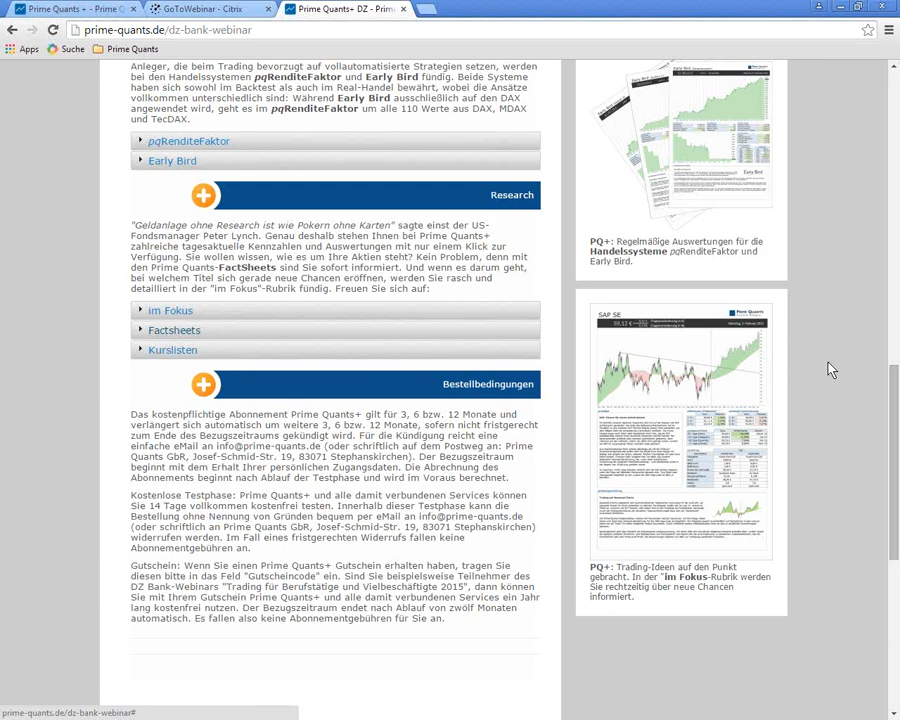 Prime Quants + - Prime Q
GoToWebinar - Citrix
Prime Quants+ DZ - Prim
prime-quants.de/dz-bank-webinar
Apps
Suche
Prime Quants
Anleger, die beim Trading bevorzugt auf vollautomatisierte Strategien setzen, werden
bei den Handelssystemen pqRenditeFaktor und Early Bird fündig. Beide Systeme
haben sich sowohl im Backtest als auch im Real-Handel bewährt, wobei die Ansätze
vollkommen unterschiedlich sind: Während Early Bird ausschließlich auf den DAX
angewendet wird, geht es im pqRenditeFaktor um alle 110 Werte aus DAX, MDAX
und TecDAX.
pqRenditeFaktor
Early Bird
Research
"Geldanlage ohne Research ist wie Pokern ohne Karten" sagte einst der US-
Fondsmanager Peter Lynch. Genau deshalb stehen Ihnen bei Prime Quants+
zahlreiche tagesaktuelle Kennzahlen und Auswertungen mit nur einem Klick zur
Verfügung. Sie wollen wissen, wie es um Ihre Aktien steht? Kein Problem, denn mit
den Prime Quants-FactSheets sind Sie sofort informiert. Und wenn es darum geht,
bei welchem Titel sich gerade neue Chancen eröffnen, werden Sie rasch und
detailliert in der "im Fokus"-Rubrik fündig. Freuen Sie sich auf:
im Fokus
Factsheets
Kurslisten
Bestellbedingungen
Das kostenpflichtige Abonnement Prime Quants+ gilt für 3, 6 bzw. 12 Monate und
verlängert sich automatisch um weitere 3, 6 bzw. 12 Monate, sofern nicht fristgerecht
zum Ende des Bezugszeitraums gekündigt wird. Für die Kündigung reicht eine
einfache eMail an info@prime-quants.de (oder schriftlich auf dem Postweg an: Prime
Quants GbR, Josef-Schmid-Str. 19, 83071 Stephanskirchen). Der Bezugszeitraum
beginnt mit dem Erhalt Ihrer persönlichen Zugangsdaten. Die Abrechnung des
Abonnements beginnt nach Ablauf der Testphase und wird im Voraus berechnet.
Kostenlose Testphase: Prime Quants+ und alle damit verbundenen Services können
Sie 14 Tage vollkommen kostenfrei testen. Innerhalb dieser Testphase kann die
Bestellung ohne Nennung von Gründen bequem per eMail an info@prime-quants.de
(oder schriftlich an Prime Quants GbR, Josef-Schmid-Str. 19, 83071 Stephanskirchen)
widerrufen werden. Im Fall eines fristgerechten Widerrufs fallen keine
Abonnementgebühren an.
Gutschein: Wenn Sie einen Prime Quants+ Gutschein erhalten haben, tragen Sie
diesen bitte in das Feld "Gutscheincode" ein. Sind Sie beispielsweise Teilnehmer des
DZ Bank-Webinars "Trading für Berufstätige und Vielbeschäftigte 2015", dann können
Sie mit Ihrem Gutschein Prime Quants+ und alle damit verbundenen Services ein Jahr
lang kostenfrei nutzen. Der Bezugszeitraum endet nach Ablauf von zwölf Monaten
automatisch. Es fallen also keine Abonnementgebühren für Sie an.
Early Bird
PQ+: Regelmäßige Auswertungen für die
Handelssysteme pqRenditeFaktor und
Early Bird.
SAP SE
Prime Quants
59,12 €
PQ+: Trading-Ideen auf den Punkt
gebracht. In der "im Fokus-Rubrik werden
Sie rechtzeitig über neue Chancen
informiert.
prime-quants.de/dz-bank-webinar#